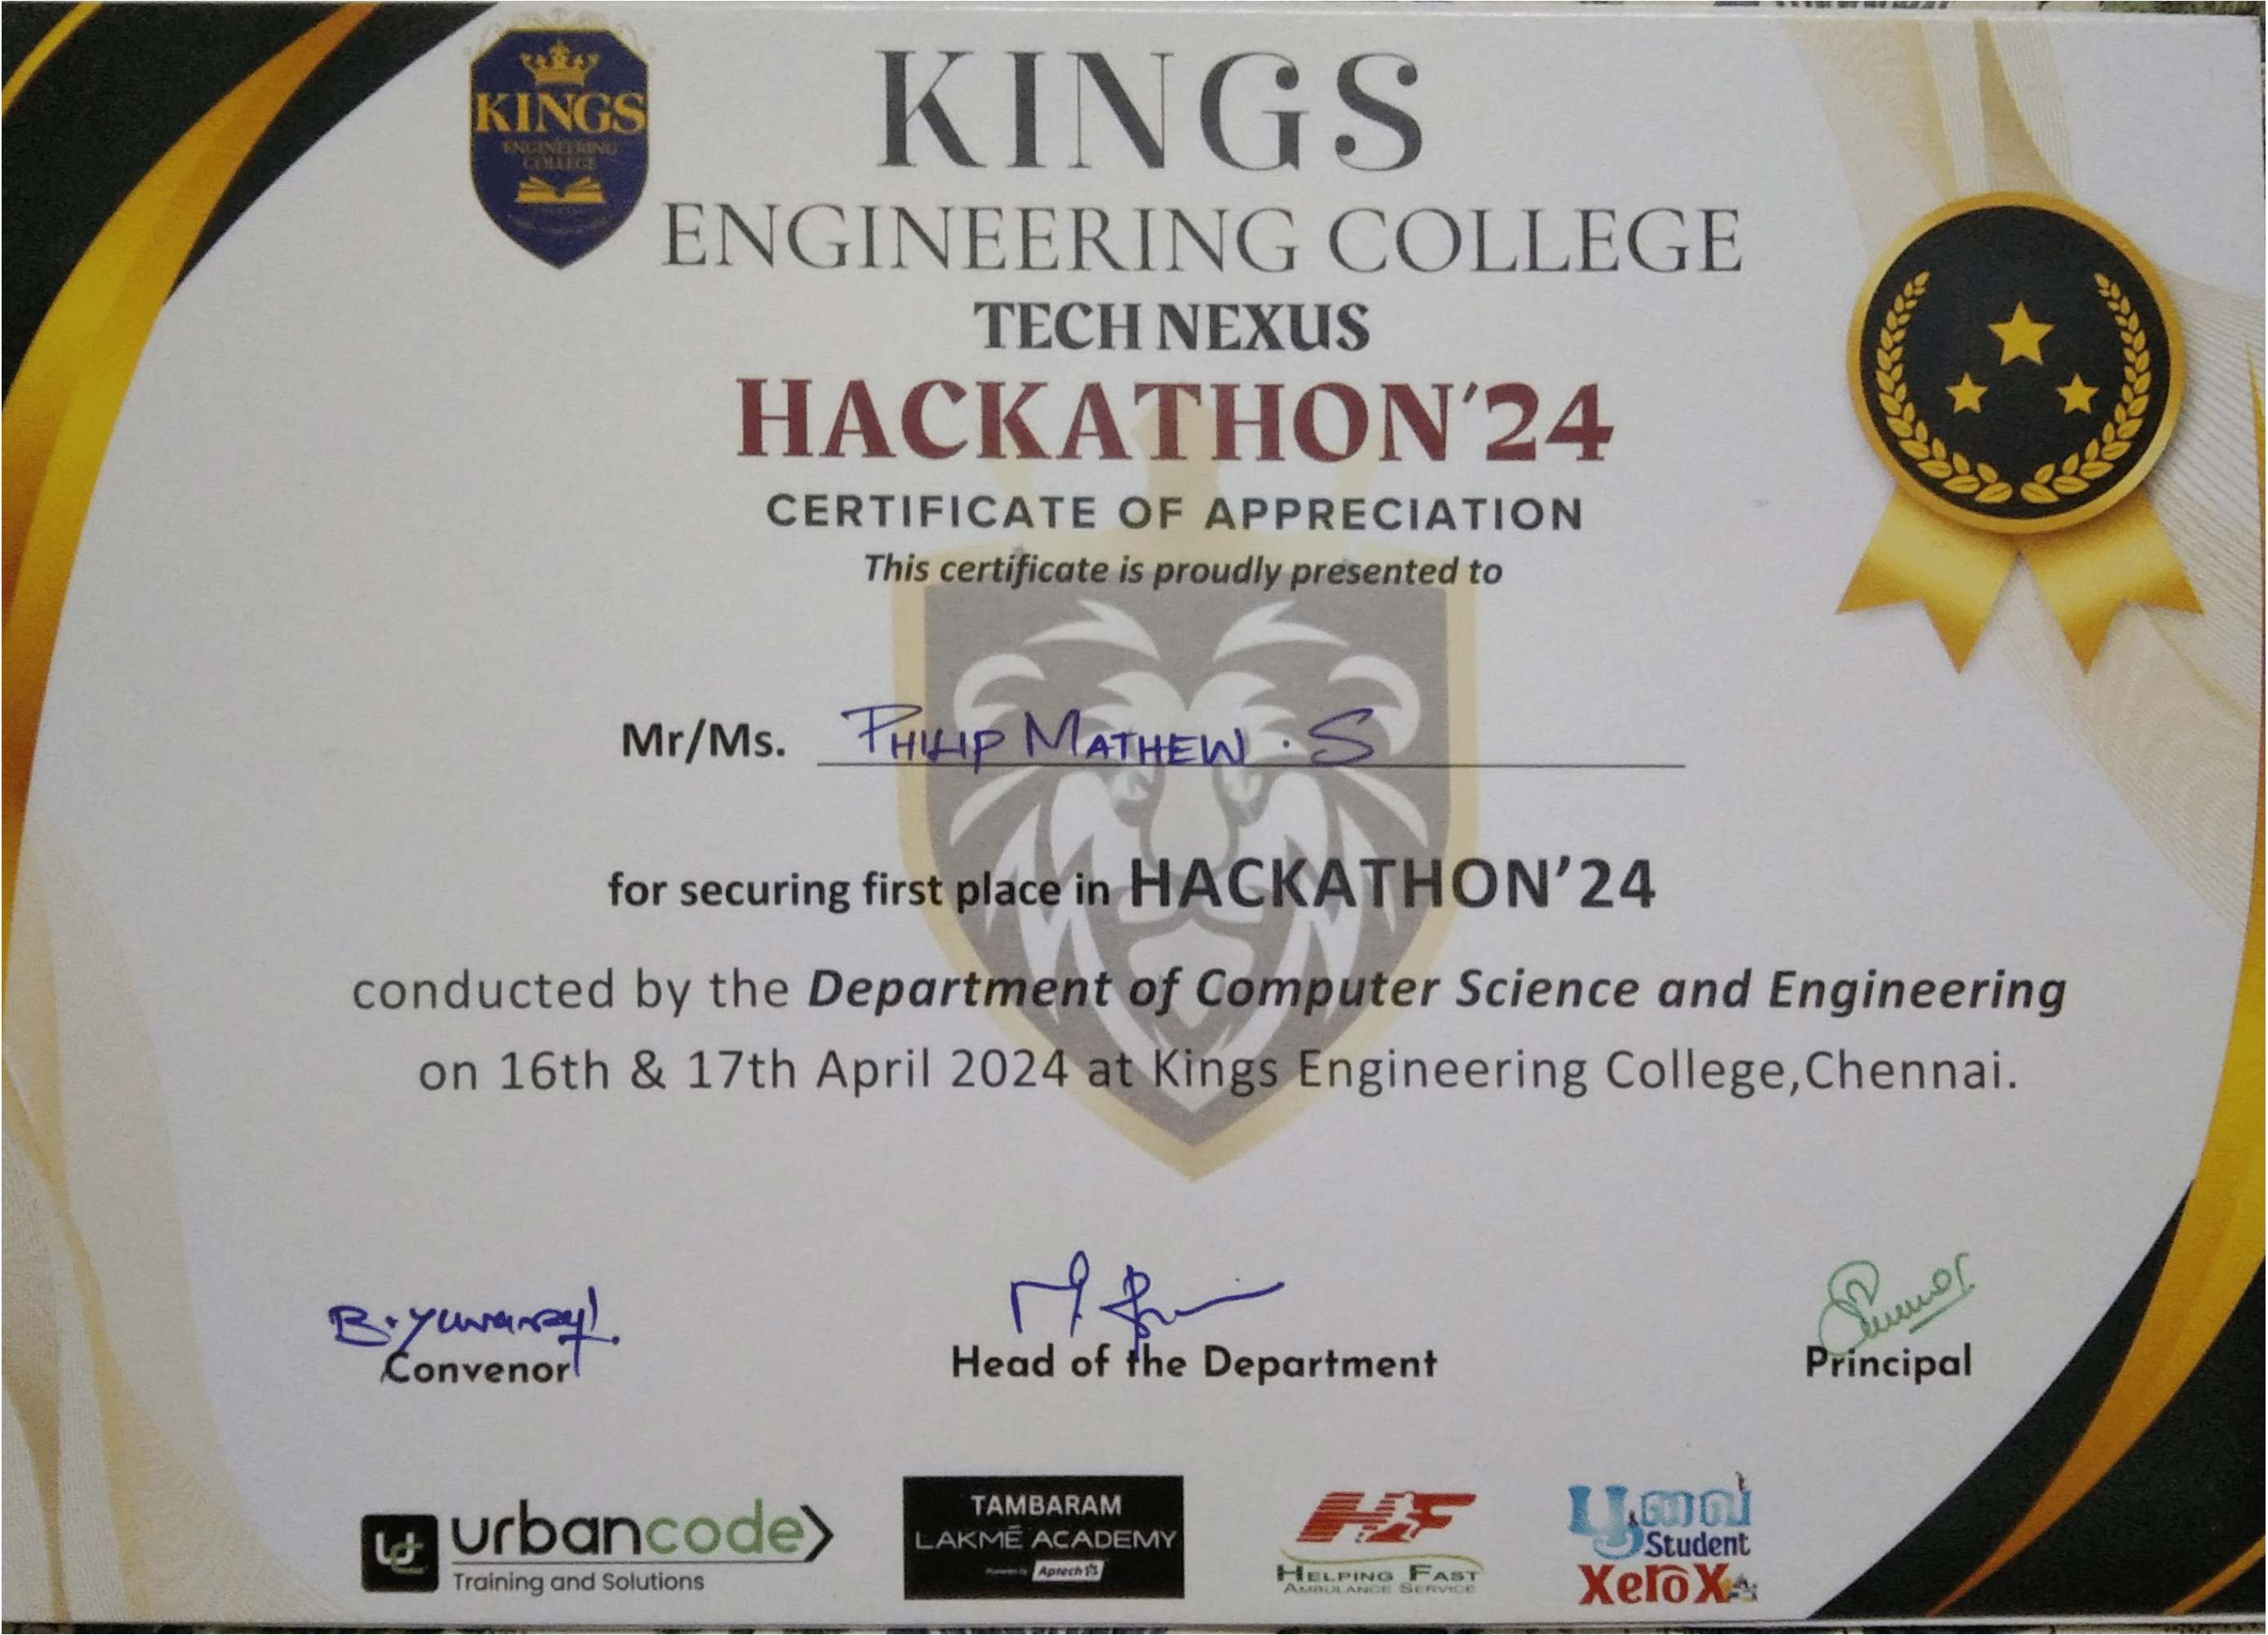 KINGS
ENGINEERING
COLLEGE
KINGS
ENGINEERING COLLEGE
TECH NEXUS
HACKATHON'24
CERTIFICATE OF APPRECIATION
This certificate is proudly presented to
Mr/Ms. PHILIP MATHEW . S
for securing first place in HACKATHON'24
conducted by the Department of Computer Science and Engineering
on 16th & 17th April 2024 at Kings Engineering College,Chennai.
B. Yuvaraj
Convenor
Head of the Department
Principal
uc urbancode
Training and Solutions
TAMBARAM
LAKMÉ ACADEMY
Powered by Aptech
HF
HELPING FAST
AMBULANCE SERVICE
பூவை
Student
Xerox